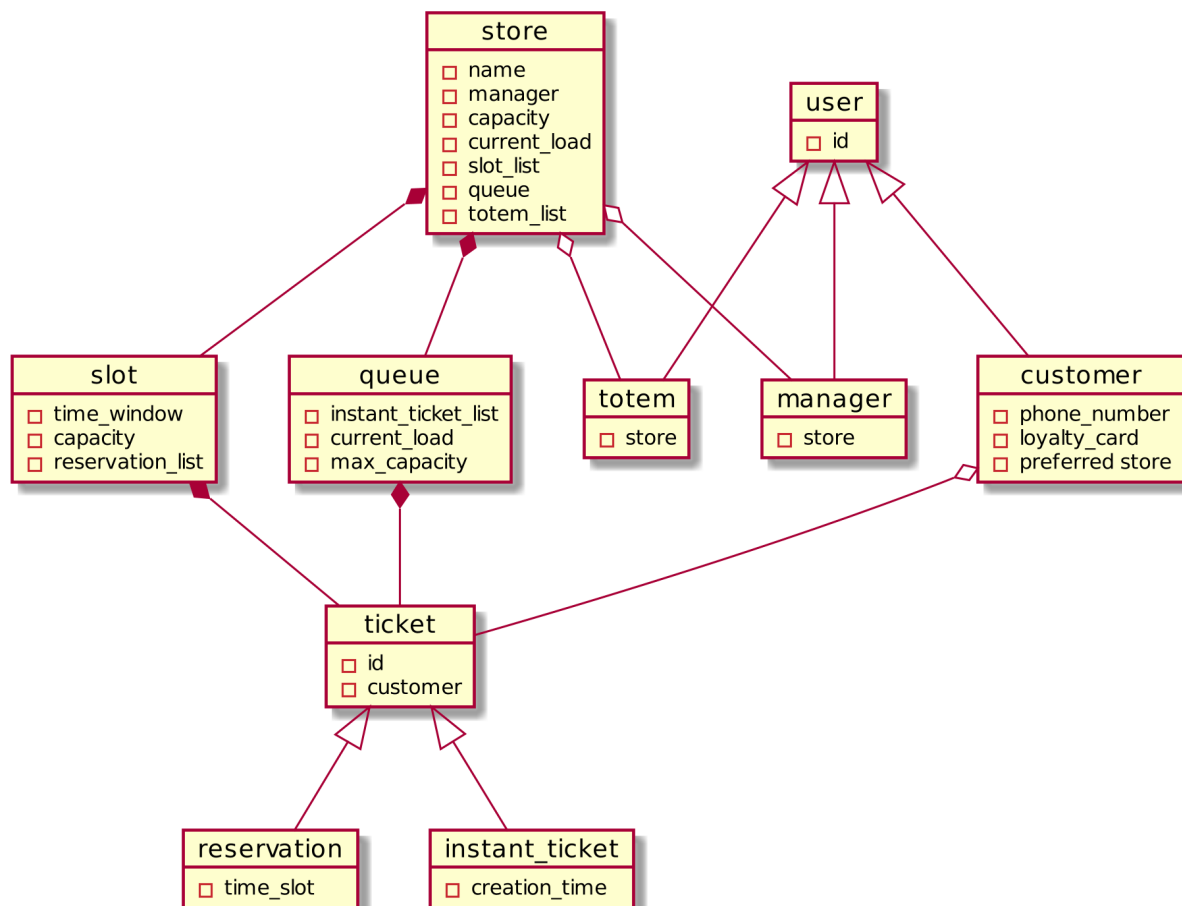 store
name
manager
capacity
current_load
slot_list
queue
totem_list
user
id
slot
time_window
capacity
reservation_list
queue
instant_ticket_list
current_load
max_capacity
totem
store
manager
store
customer
phone_number
loyalty_card
preferred store
ticket
id
customer
reservation
time_slot
instant_ticket
creation_time